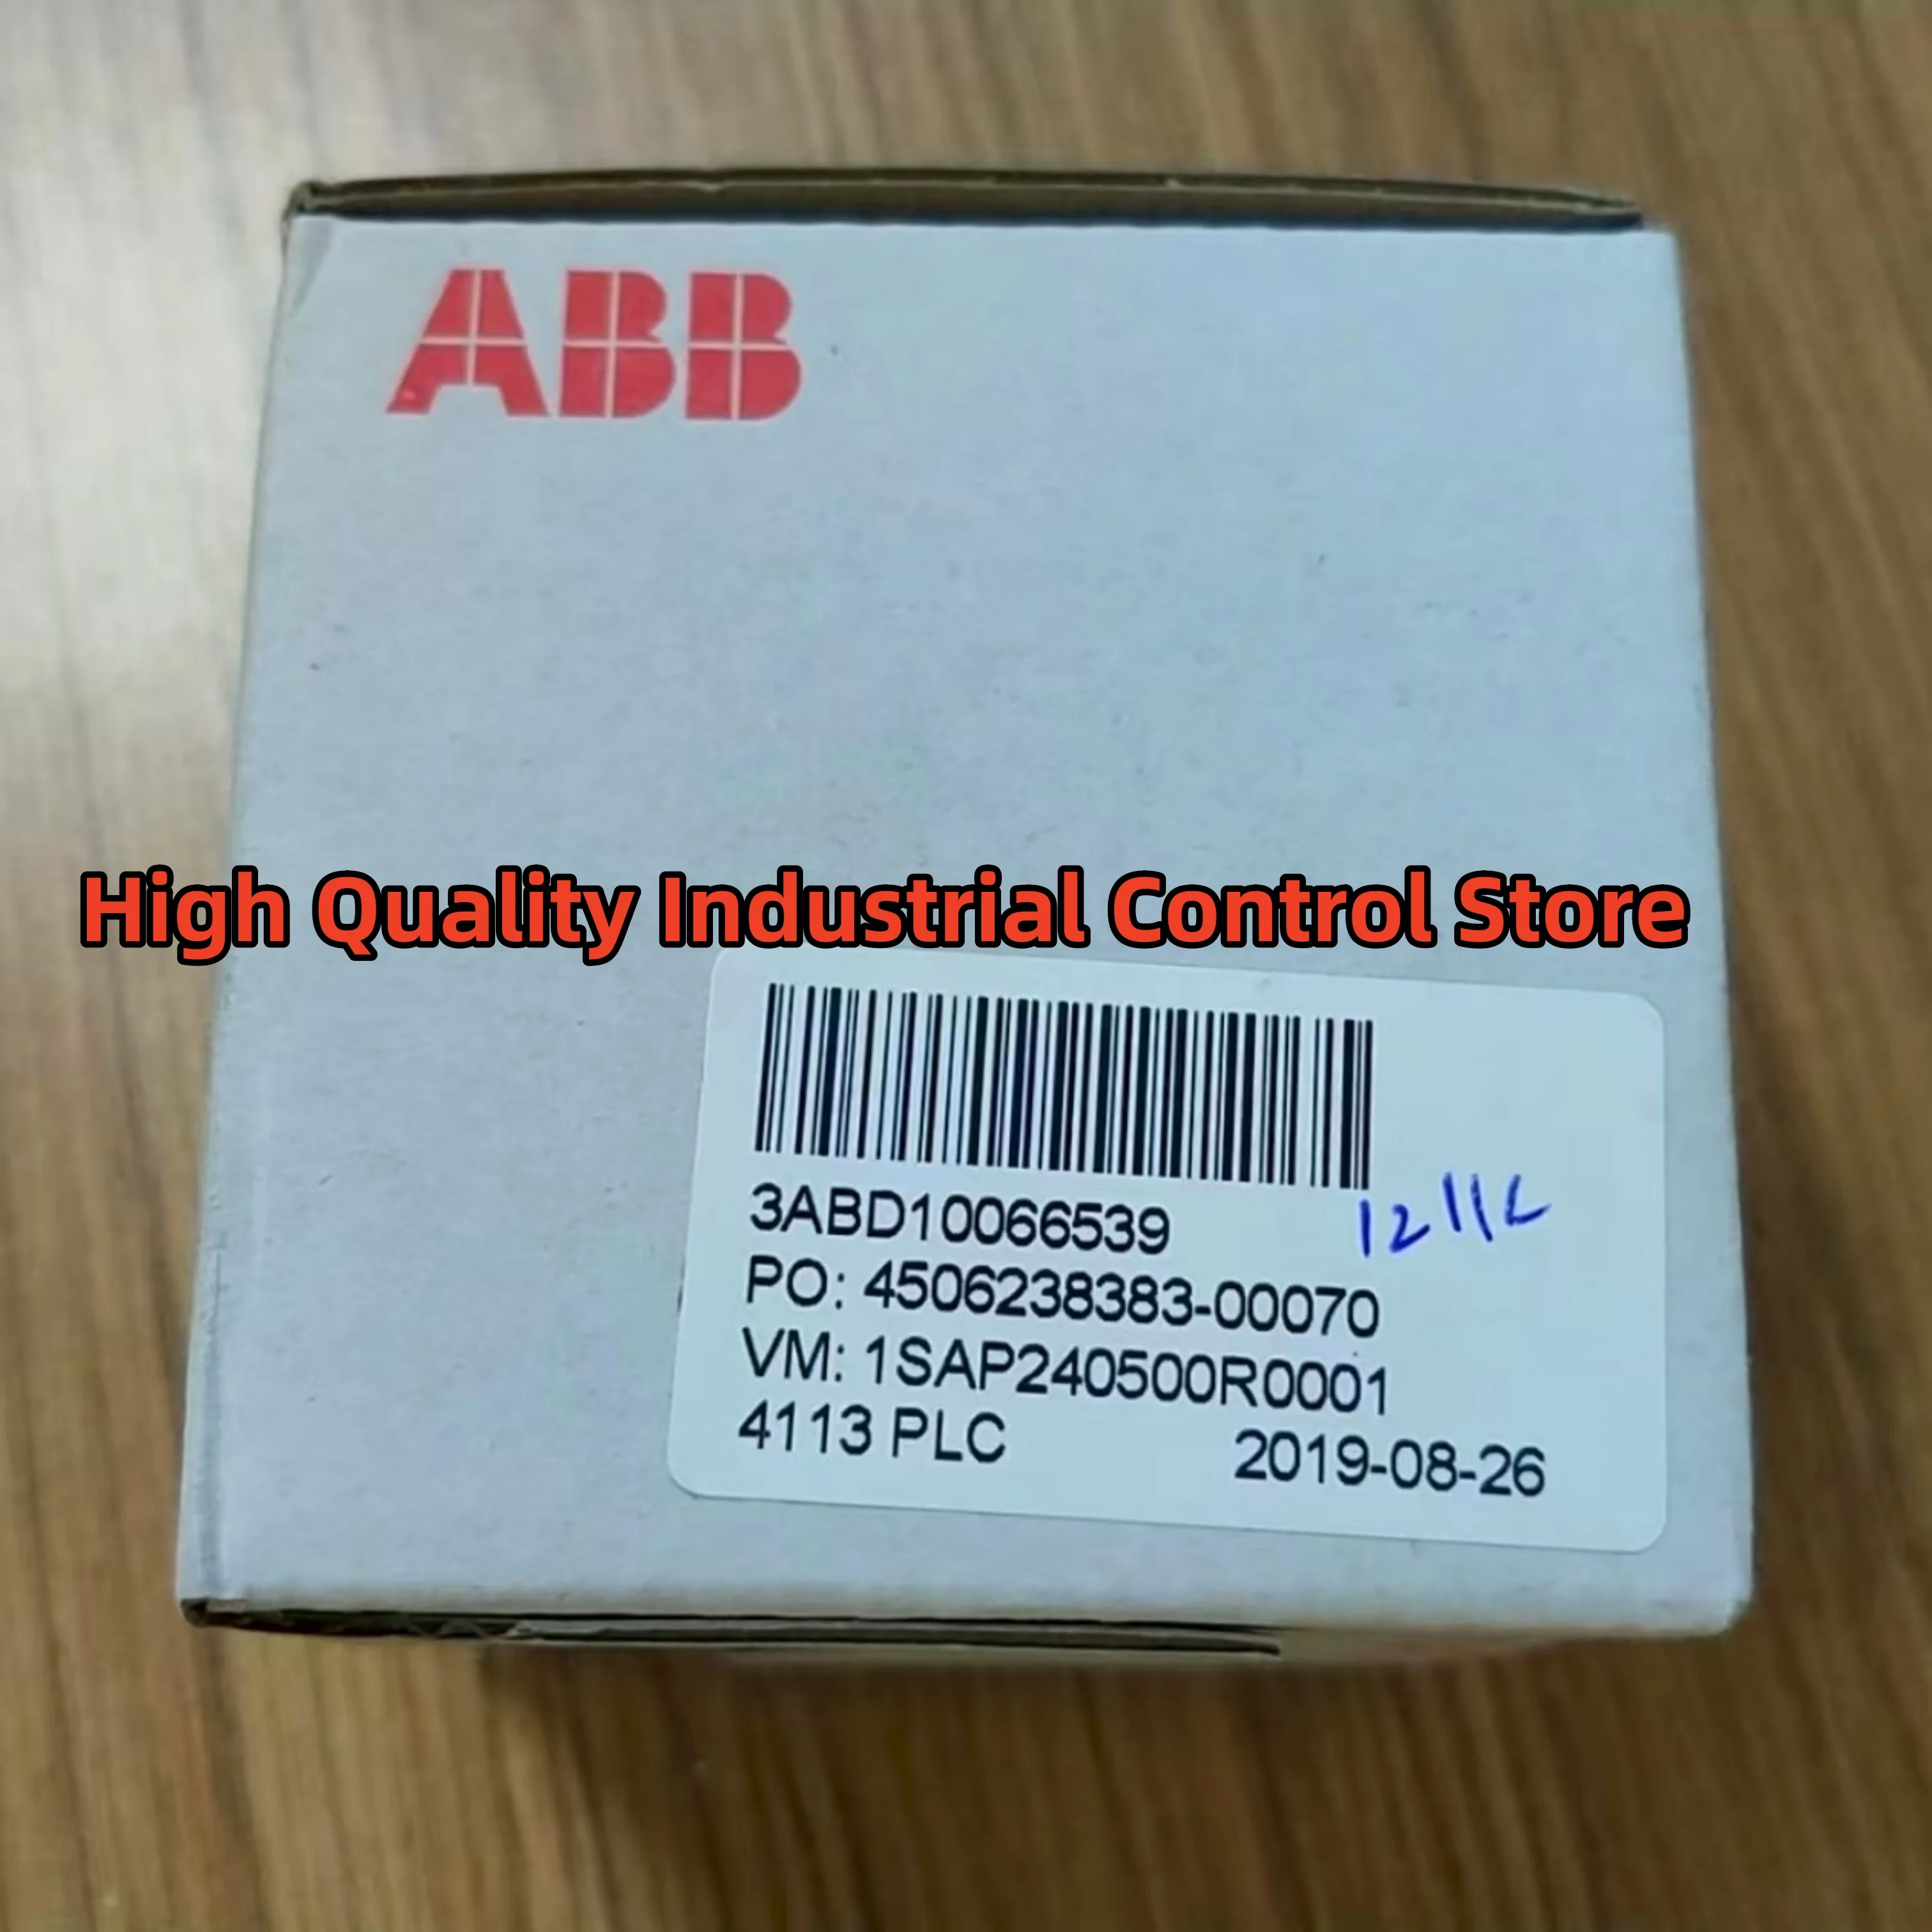 ABB
High Quality Industrial Control Store
3ABD10066539
PO: 4506238383-00070
VM: 1SAP240500R0001
4113 PLC 2019-08-26